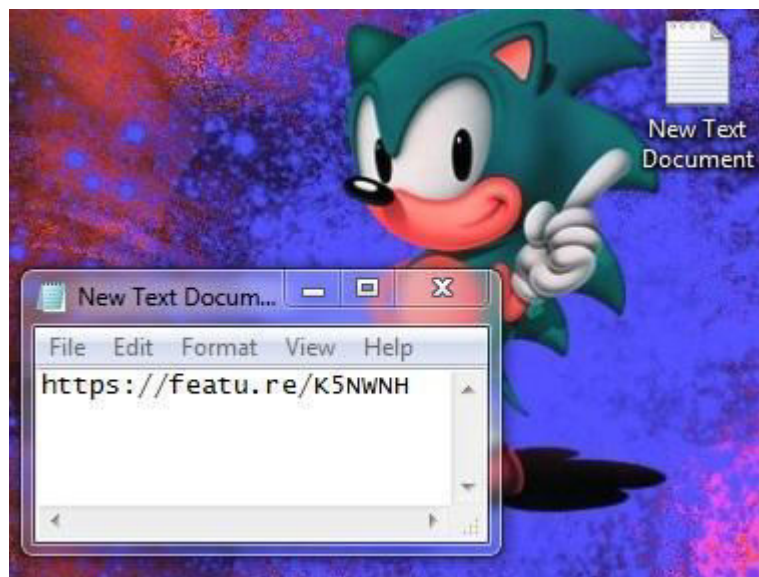 New Text
Document
New Text Docum...
File Edit Format View Help
https://featu.re/K5NWNH